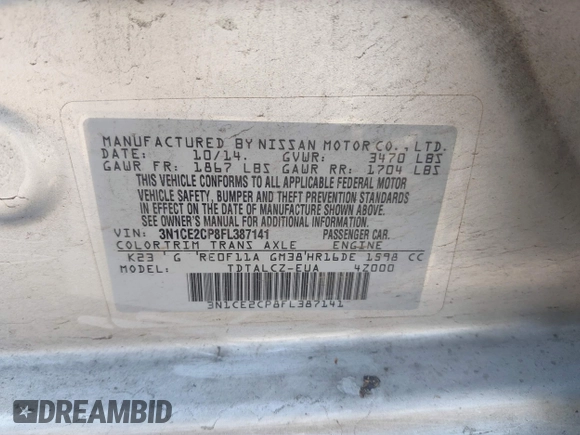 MANUFACTURED BY NISSAN MOTOR CO., LTD.
DATE: 10/14. GVWR: 3470 LBS
GAWR FR: 1867 LBS GAWR RR: 1704 LBS
THIS VEHICLE CONFORMS TO ALL APPLICABLE FEDERAL MOTOR
VEHICLE SAFETY, BUMPER AND THEFT PREVENTION STANDARDS
IN EFFECT ON THE DATE OF MANUFACTURE SHOWN ABOVE.
SEE OWNER'S MANUAL FOR ADDITIONAL INFORMATION.
VIN: 3N1CE2CP8FL387141 PASSENGER CAR.
COLOR TRIM TRANS AXLE ENGINE
K23 G RE0F11A GM38 HR16DE 1598 CC
MODEL: TDTALCZ-EUA 4Z000
3N1CE2CP8FL387141
DREAMBID